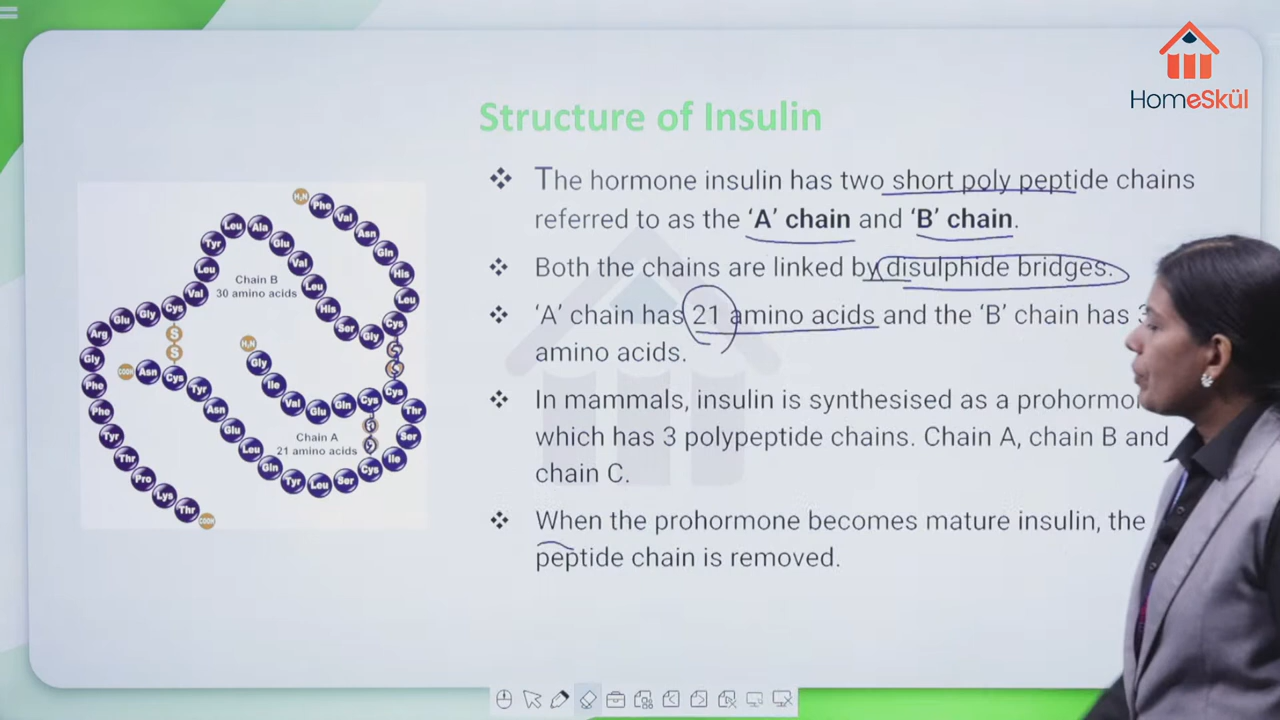 HomeSkül
Structure of Insulin
The hormone insulin has two short poly peptide chains
referred to as the ‘A’ chain and ‘B’ chain.
Both the chains are linked by disulphide bridges.
‘A’ chain has 21 amino acids and the ‘B’ chain has
amino acids.
In mammals, insulin is synthesised as a
which has 3 polypeptide chains. Chain A, chain B and
chain C.
When the prohormone becomes mature insulin, the
peptide chain is removed.
H₂N Phe Val Asn Gln His Leu Cys Gly Ser His Leu Val Glu Ala Leu Tyr Leu Val Cys Gly Glu Arg Gly Phe Phe Tyr Thr Pro Lys Thr COOH
Chain B
30 amino acids
S
S
S
S
H₂N Gly Ile Val Glu Gln Cys Cys Thr Ser Ile Cys Ser Leu Tyr Gln Leu Glu Asn Tyr Cys Asn COOH
S
S
Chain A
21 amino acids